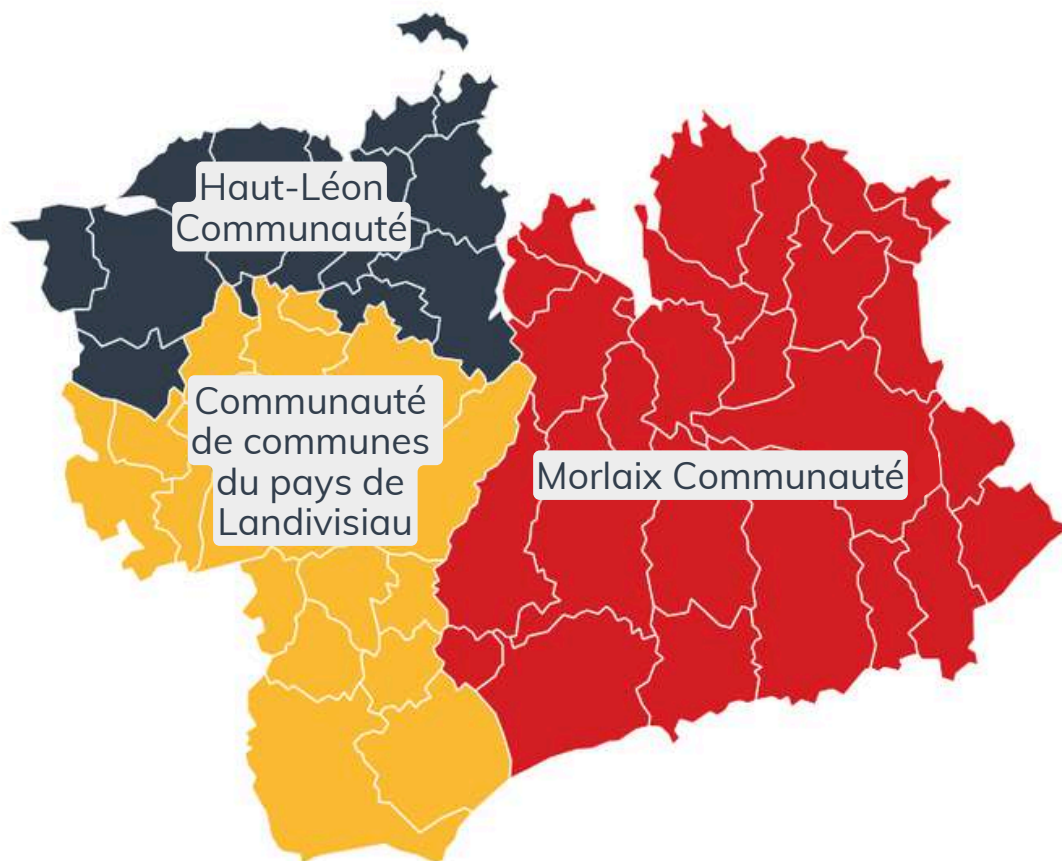 Haut-Léon
Communauté
Communauté
de communes
du pays de
Landivisiau
Morlaix Communauté